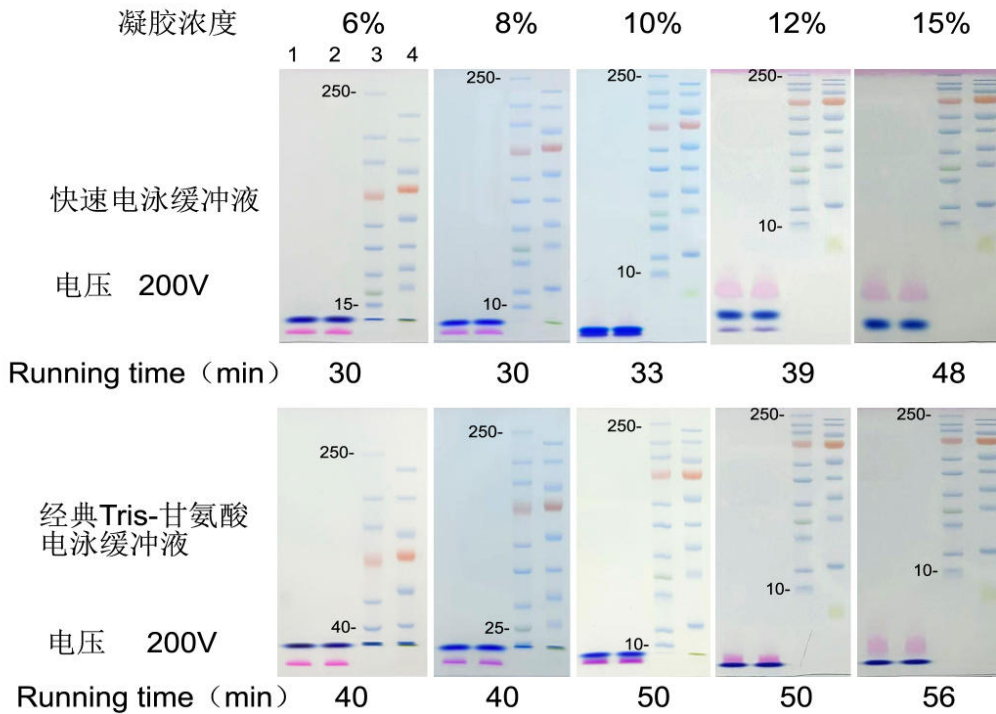 凝胶浓度 6% 8% 10% 12% 15%
1 2 3 4
250- 250- 250- 250-
快速电泳缓冲液
电压 200V
15- 10- 10- 10-
Running time（min） 30 30 33 39 48
250- 250- 250- 250- 250-
经典Tris-甘氨酸
电泳缓冲液
电压 200V
40- 25- 10- 10- 10-
Running time（min） 40 40 50 50 56